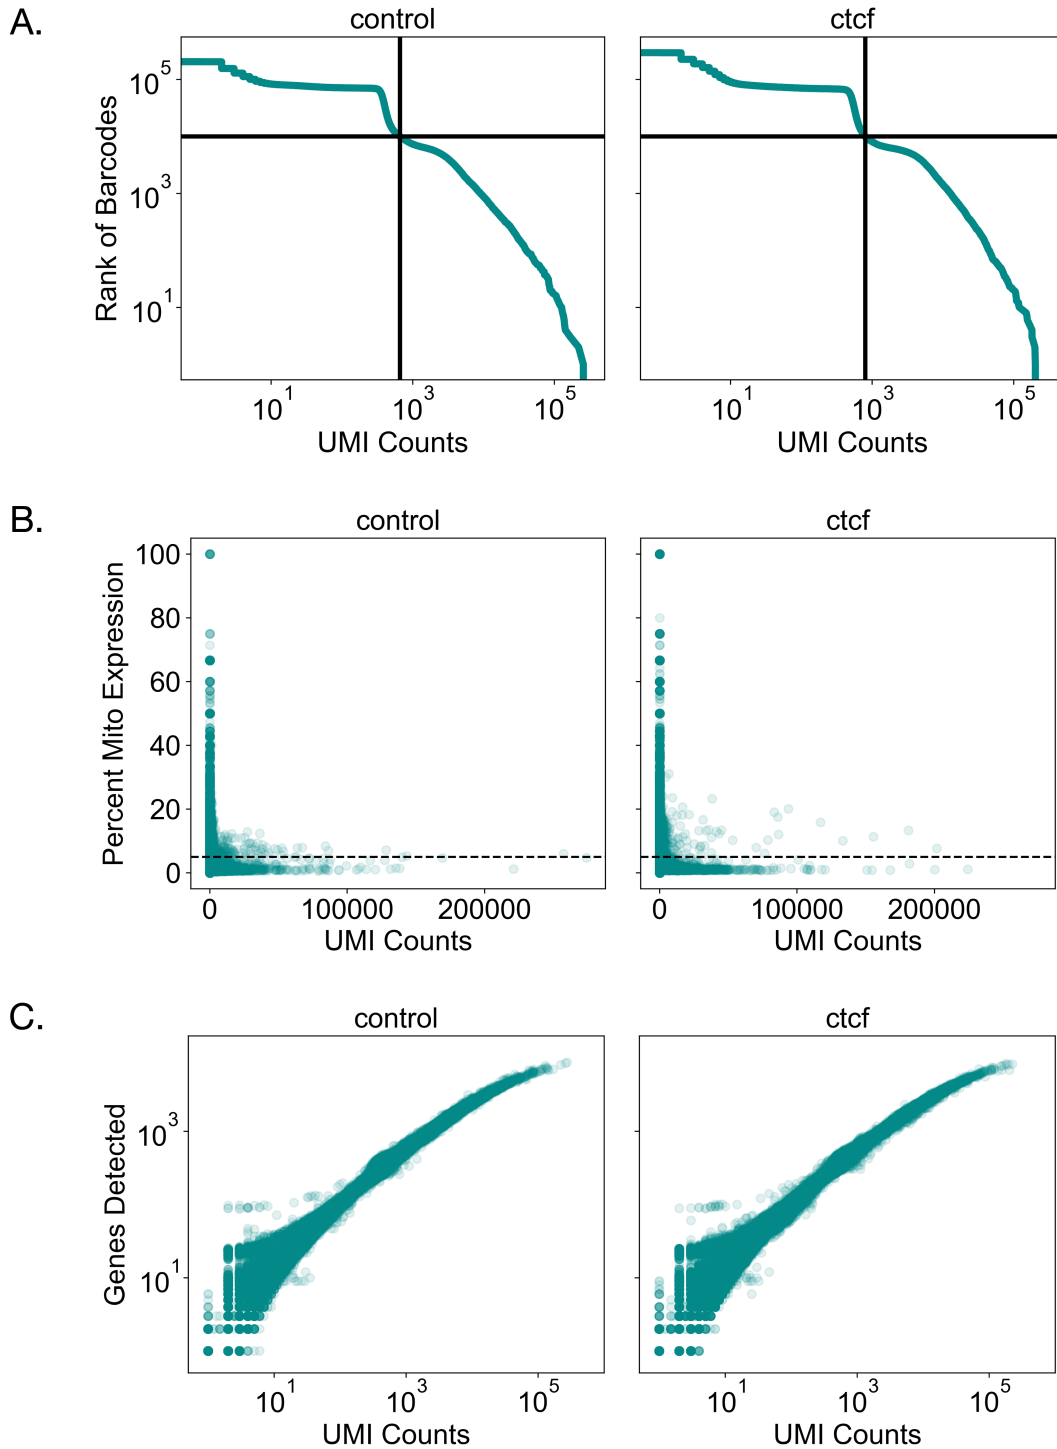 A.
control
ctcf
10^5
10^3
10^1
Rank of Barcodes
10^1 10^3 10^5
10^1 10^3 10^5
UMI Counts
UMI Counts
B.
control
ctcf
100
80
60
40
20
0
Percent Mito Expression
0 100000 200000
0 100000 200000
UMI Counts
UMI Counts
C.
control
ctcf
10^3
10^1
Genes Detected
10^1 10^3 10^5
10^1 10^3 10^5
UMI Counts
UMI Counts